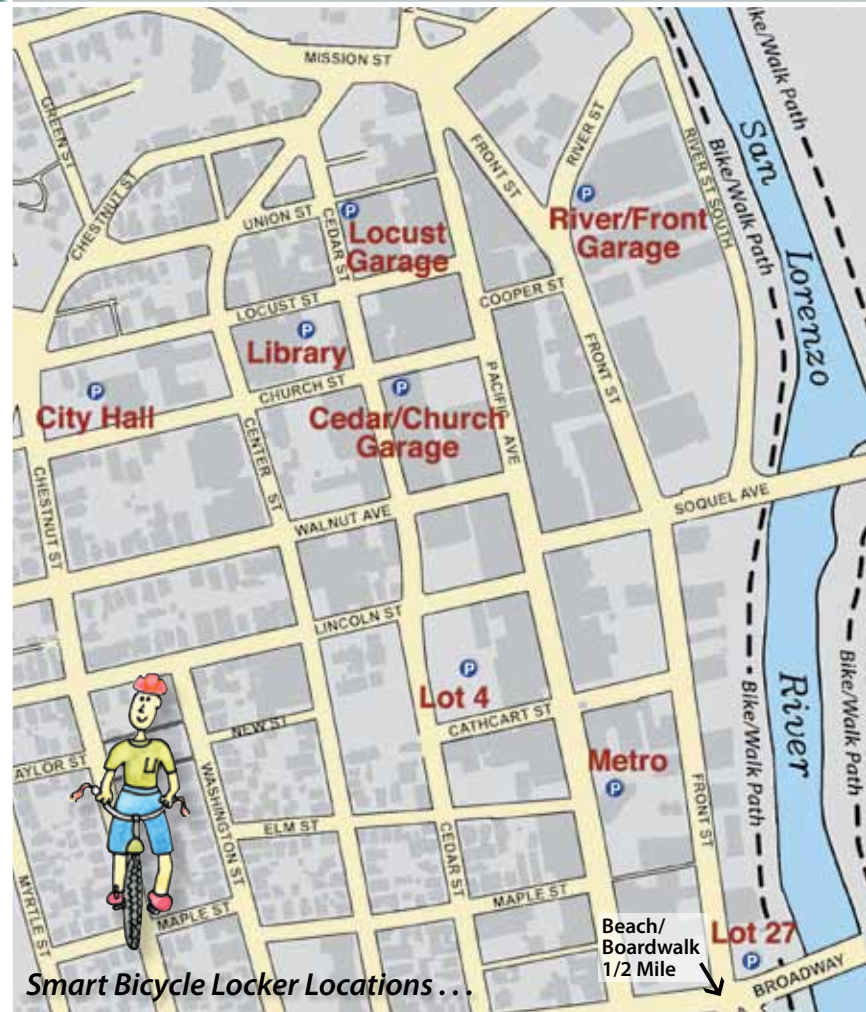 MISSION ST
GREEN ST
FRONT ST
RIVER ST
RIVER ST SOUTH
Bike/Walk Path
ike/Walk Path
San
Lorenzo
River
CHESTNUT ST
UNION ST
CEDAR ST
Locust
Garage
River/Front
Garage
LOCUST ST
COOPER ST
Library
CHURCH ST
City Hall
Cedar/Church
Garage
PACIFIC AVE
FRONT ST
CENTER ST
CHESTNUT ST
WALNUT AVE
SOQUEL AVE
LINCOLN ST
Lot 4
CATHCART ST
NEW ST
AYLOR ST
WASHINGTON ST
Metro
Bike/Walk Path
Bike/Walk Path
FRONT ST
ELM ST
CEDAR ST
MYRTLE ST
MAPLE ST
MAPLE ST
Beach/
Boardwalk
1/2 Mile
Lot 27
BROADWAY
Smart Bicycle Locker Locations . . .
P
P
P
P
P
P
P
P